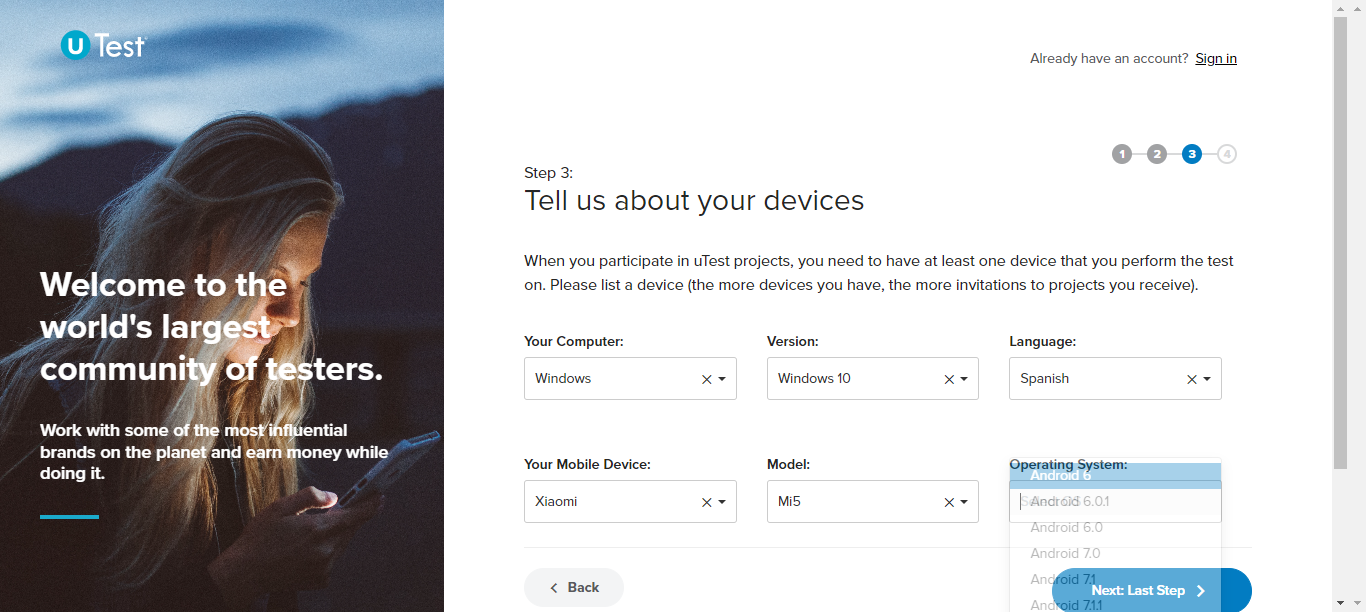 U Test
Already have an account? Sign in
1 2 3 4
Step 3:
Tell us about your devices
When you participate in uTest projects, you need to have at least one device that you perform the test
on. Please list a device (the more devices you have, the more invitations to projects you receive).
Welcome to the
world's largest
community of testers.
Work with some of the most influential
brands on the planet and earn money while
doing it.
Your Computer: Version: Language:
Windows Windows 10 Spanish
Your Mobile Device: Model: Operating System:
Xiaomi Mi5
Android 6
Android 6.0.1
Android 6.0
Android 7.0
Android 7.1
Android 7.1.1
Back Next: Last Step